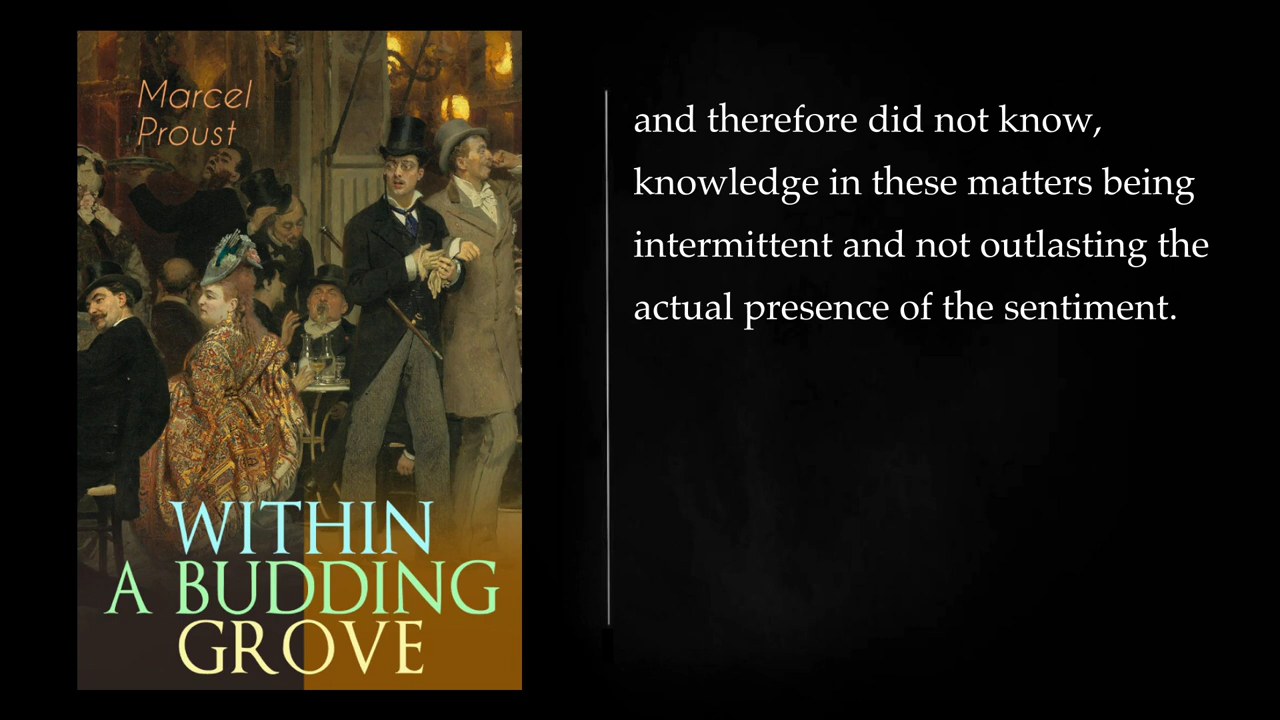 Marcel
Proust
WITHIN
A BUDDING
GROVE
and therefore did not know,
knowledge in these matters being
intermittent and not outlasting the
actual presence of the sentiment.